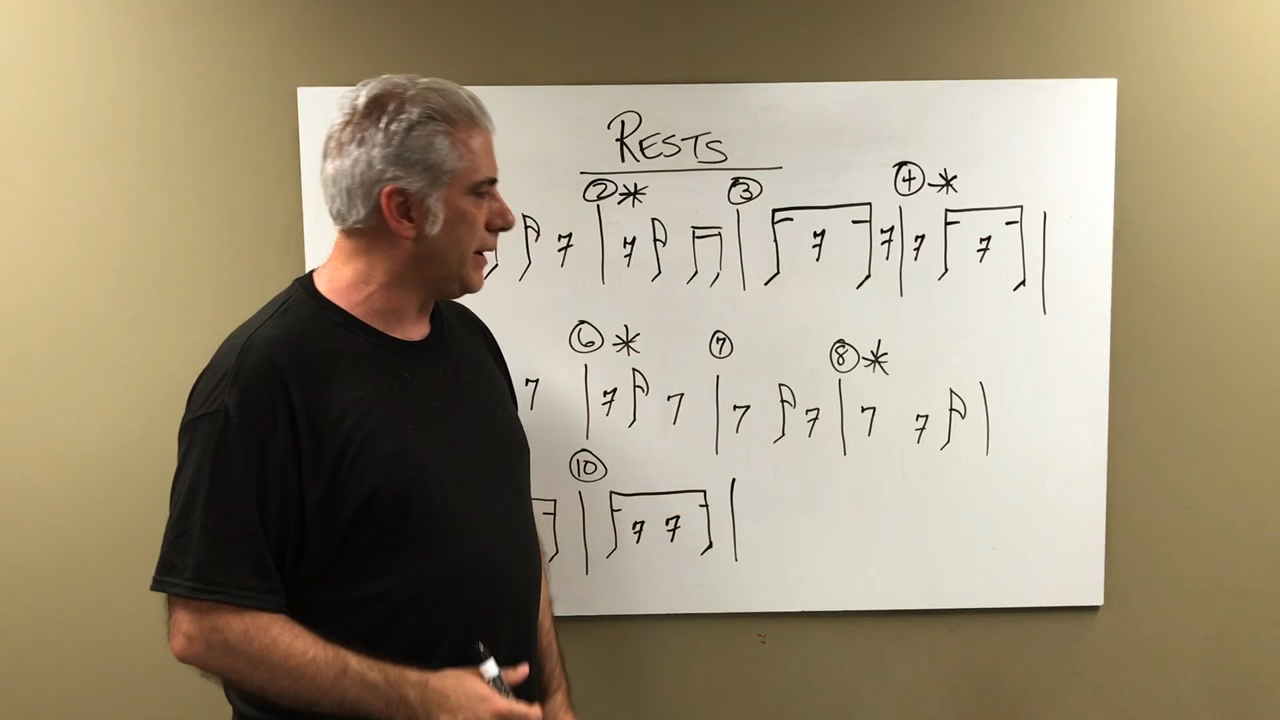 RESTS
② * ③ ④ *
⑥ * ⑦ ⑧ *
⑩